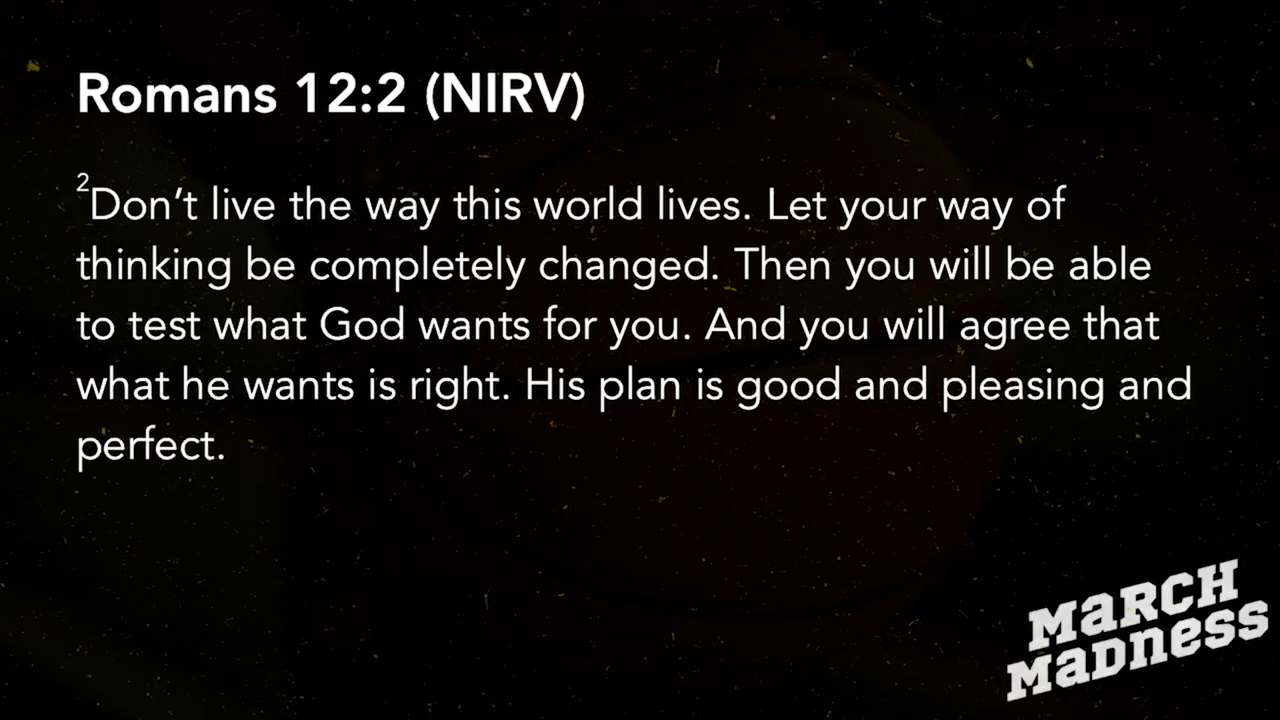 Romans 12:2 (NIRV)
²Don’t live the way this world lives. Let your way of
thinking be completely changed. Then you will be able
to test what God wants for you. And you will agree that
what he wants is right. His plan is good and pleasing and
perfect.
MaRCH
MaDness